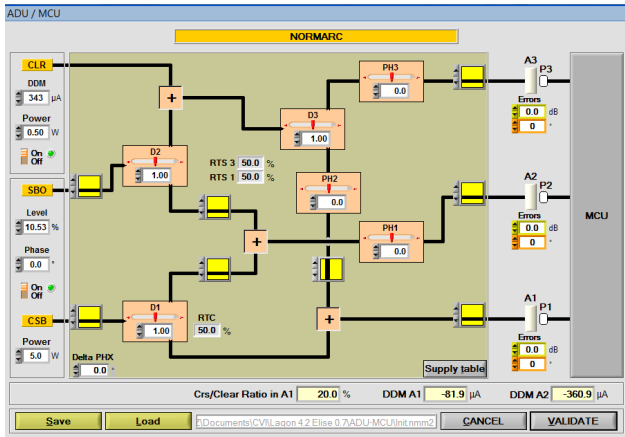 ADU / MCU
NORMARC
CLR
DDM
343 µA
Power
0.50 W
On
Off
SBO
Level
10.53 %
Phase
0.0 °
On
Off
CSB
Power
5.0 W
Delta PHX
0.0 °
D2
1.00
D1
1.00
RTC
50.0 %
RTS 3 50.0 %
RTS 1 50.0 %
D3
1.00
PH3
0.0
PH2
0.0
PH1
0.0
+
+
+
A3
P3
Errors
0.0 dB
0 °
A2
P2
Errors
0.0 dB
0 °
A1
P1
Errors
0.0 dB
0 °
MCU
Supply table
Crs/Clear Ratio in A1 20.0 % DDM A1 -81.9 µA DDM A2 -360.9 µA
Save Load Z\Documents\CVI\Lagon 4.2 Elise 0.7\ADU-MCU\Init.nmm2 CANCEL VALIDATE